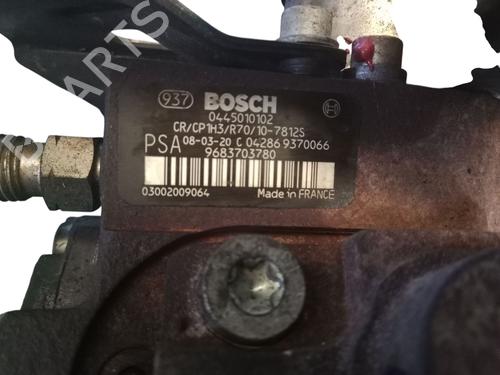 937 BOSCH
0445010102
CR/CP1H3/R70/10-7812S
PSA 08-03-20 C 04286 9370066
9683703780
03002009064 Made in FRANCE
PARTS